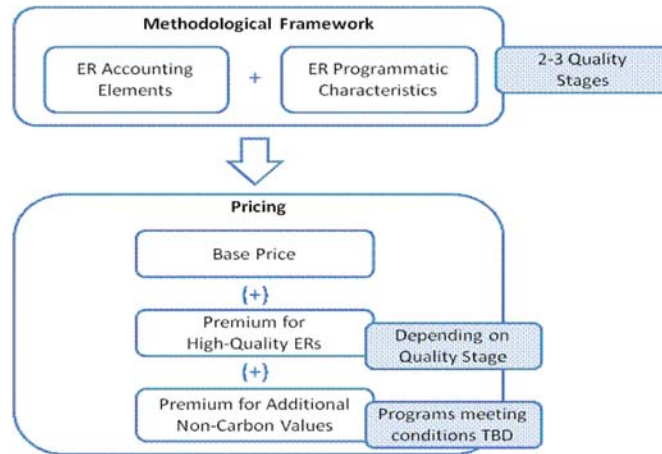 Methodological Framework
ER Accounting
Elements
+
ER Programmatic
Characteristics
2-3 Quality
Stages
Pricing
Base Price
(+)
Premium for
High-Quality ERs
Depending on
Quality Stage
(+)
Premium for Additional
Non-Carbon Values
Programs meeting
conditions TBD